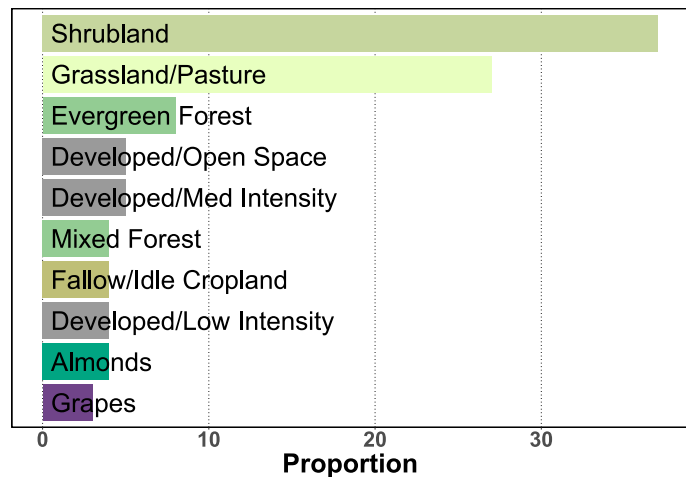 Shrubland
Grassland/Pasture
Evergreen Forest
Developed/Open Space
Developed/Med Intensity
Mixed Forest
Fallow/Idle Cropland
Developed/Low Intensity
Almonds
Grapes
0 10 20 30
Proportion